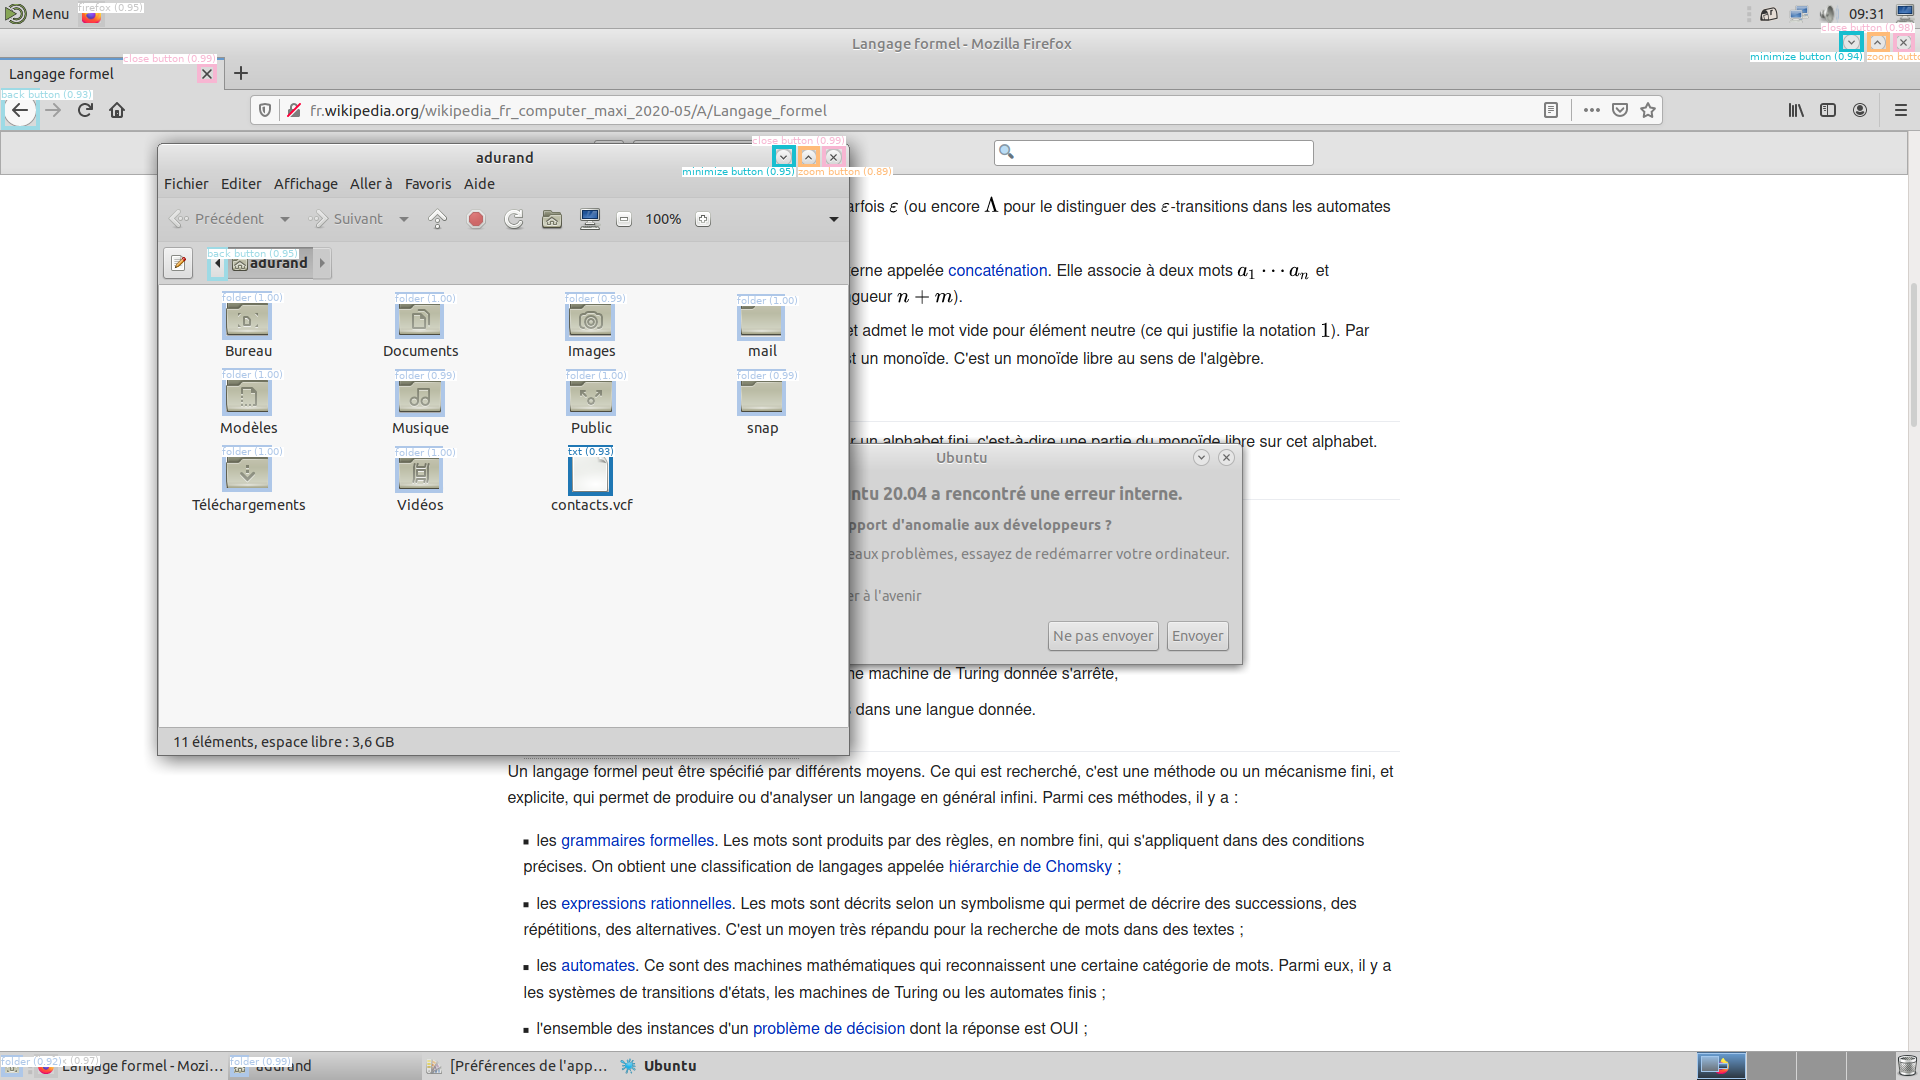 Menu
firefox (0.95)
09:31
close button (0.98)
Langage formel - Mozilla Firefox
minimize button (0.94)
zoom butto
close button (0.99)
Langage formel
back button (0.93)
fr.wikipedia.org/wikipedia_fr_computer_maxi_2020-05/A/Langage_formel
close button (0.99)
adurand
minimize button (0.95) zoom button (0.89)
Fichier Editer Affichage Aller à Favoris Aide
Précédent Suivant 100%
back button (0.95)
adurand
folder (1.00) folder (1.00) folder (0.99) folder (1.00)
Bureau Documents Images mail
folder (1.00) folder (0.99) folder (1.00) folder (0.99)
Modèles Musique Public snap
folder (1.00) folder (1.00) txt (0.93)
Téléchargements Vidéos contacts.vcf
11 éléments, espace libre : 3,6 GB
arfois ε (ou encore Λ pour le distinguer des ε-transitions dans les automates
erne appelée concaténation. Elle associe à deux mots a₁ ⋯ aₙ et
gueur n + m).
et admet le mot vide pour élément neutre (ce qui justifie la notation 1). Par
t un monoïde. C'est un monoïde libre au sens de l'algèbre.
r un alphabet fini, c'est-à-dire une partie du monoïde libre sur cet alphabet.
Ubuntu
ntu 20.04 a rencontré une erreur interne.
pport d'anomalie aux développeurs ?
eaux problèmes, essayez de redémarrer votre ordinateur.
er à l'avenir
Ne pas envoyer Envoyer
ne machine de Turing donnée s'arrête,
s dans une langue donnée.
Un langage formel peut être spécifié par différents moyens. Ce qui est recherché, c'est une méthode ou un mécanisme fini, et
explicite, qui permet de produire ou d'analyser un langage en général infini. Parmi ces méthodes, il y a :
▪ les grammaires formelles. Les mots sont produits par des règles, en nombre fini, qui s'appliquent dans des conditions
précises. On obtient une classification de langages appelée hiérarchie de Chomsky ;
▪ les expressions rationnelles. Les mots sont décrits selon un symbolisme qui permet de décrire des successions, des
répétitions, des alternatives. C'est un moyen très répandu pour la recherche de mots dans des textes ;
▪ les automates. Ce sont des machines mathématiques qui reconnaissent une certaine catégorie de mots. Parmi eux, il y a
les systèmes de transitions d'états, les machines de Turing ou les automates finis ;
▪ l'ensemble des instances d'un problème de décision dont la réponse est OUI ;
folder (0.92) (0.97) folder (0.99)
Langage formel - Mozi... adurand [Préférences de l'app... Ubuntu